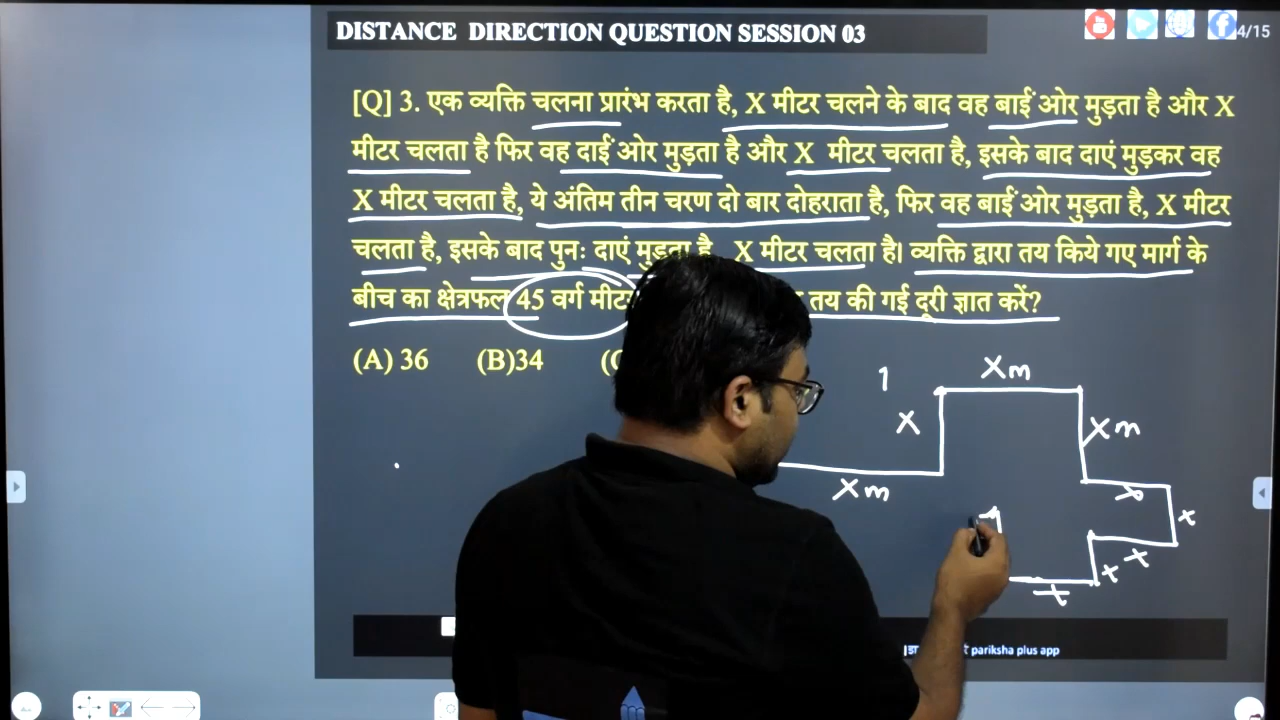 DISTANCE DIRECTION QUESTION SESSION 03
4/15
[Q] 3. एक व्यक्ति चलना प्रारंभ करता है, X मीटर चलने के बाद वह बाईं ओर मुड़ता है और X
मीटर चलता है फिर वह दाईं ओर मुड़ता है और X मीटर चलता है, इसके बाद दाएं मुड़कर वह
X मीटर चलता है, ये अंतिम तीन चरण दो बार दोहराता है, फिर वह बाईं ओर मुड़ता है, X मीटर
चलता है, इसके बाद पुनः दाएं मुड़ता है X मीटर चलता है। व्यक्ति द्वारा तय किये गए मार्ग के
बीच का क्षेत्रफल 45 वर्ग तय की गई दूरी ज्ञात करें?
(A) 36 (B)34
1
Xm
X
Xm
Xm
x
x
x
x
x
pariksha plus app